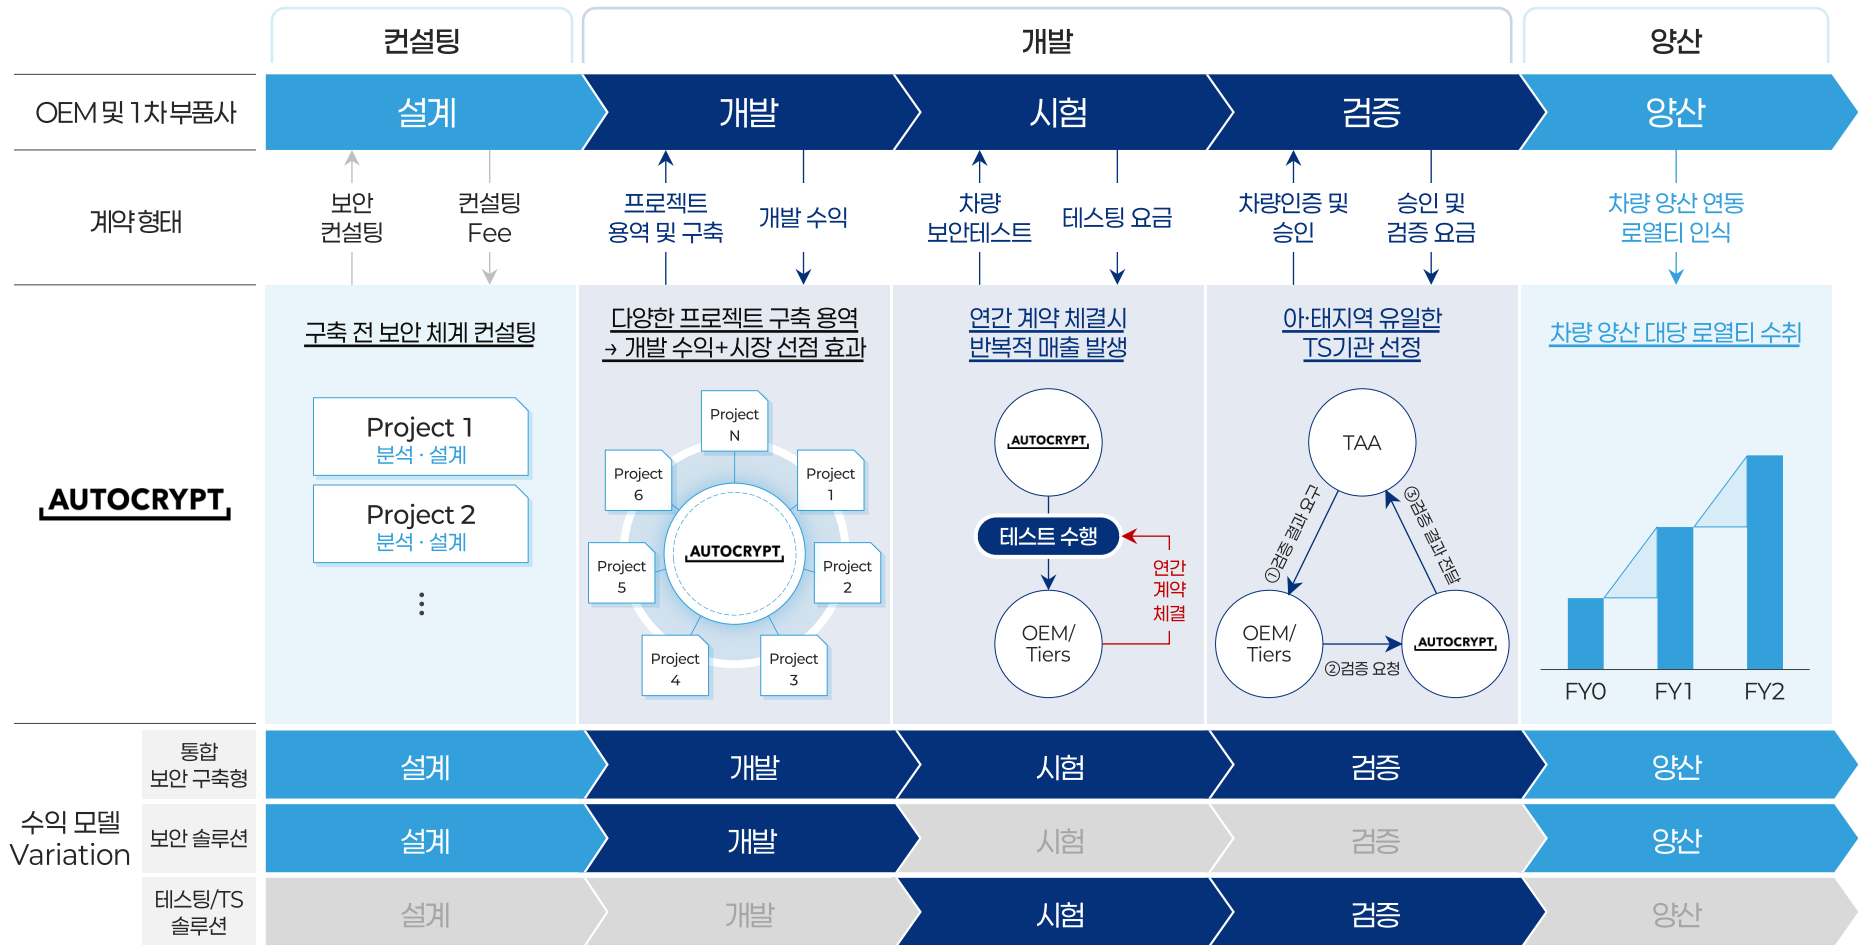 컨설팅
개발
양산
OEM 및 1차 부품사
설계
개발
시험
검증
양산
계약 형태
보안
컨설팅
컨설팅
Fee
프로젝트
용역 및 구축
개발 수익
차량
보안테스트
테스팅 요금
차량인증 및
승인
승인 및
검증 요금
차량 양산 연동
로열티 인식
AUTOCRYPT
구축 전 보안 체계 컨설팅
Project 1
분석 · 설계
Project 2
분석 · 설계
⋮
다양한 프로젝트 구축 용역
→ 개발 수익+시장 선점 효과
Project
N
Project
1
Project
2
Project
3
Project
4
Project
5
Project
6
AUTOCRYPT
연간 계약 체결시
반복적 매출 발생
AUTOCRYPT
테스트 수행
연간
계약
체결
OEM/
Tiers
아·태지역 유일한
TS기관 선정
TAA
①검증 결과 요구
③검증 결과 전달
OEM/
Tiers
②검증 요청
AUTOCRYPT
차량 양산 대당 로열티 수취
FY0
FY1
FY2
수익 모델
Variation
통합
보안 구축형
설계
개발
시험
검증
양산
보안 솔루션
설계
개발
시험
검증
양산
테스팅/TS
솔루션
설계
개발
시험
검증
양산